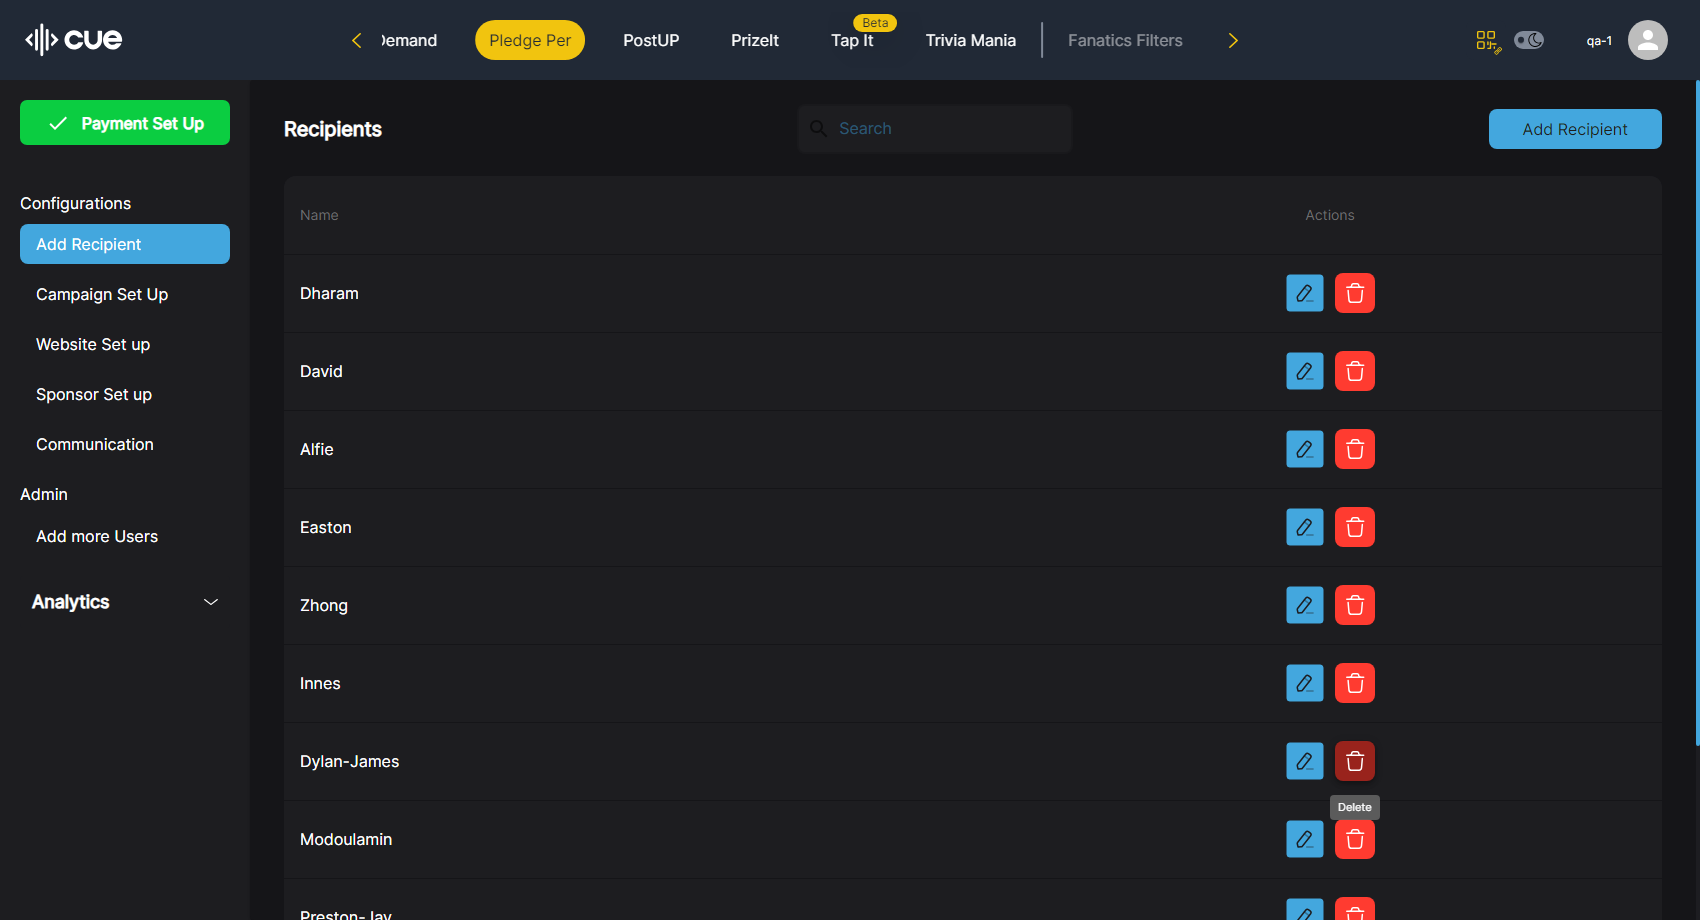 cue
Demand
Pledge Per
PostUP
PrizeIt
Beta
Tap It
Trivia Mania
Fanatics Filters
qa-1
Payment Set Up
Configurations
Add Recipient
Campaign Set Up
Website Set up
Sponsor Set up
Communication
Admin
Add more Users
Analytics
Recipients
Search
Add Recipient
Name
Actions
Dharam
David
Alfie
Easton
Zhong
Innes
Dylan-James
Delete
Modoulamin
Preston-Jay